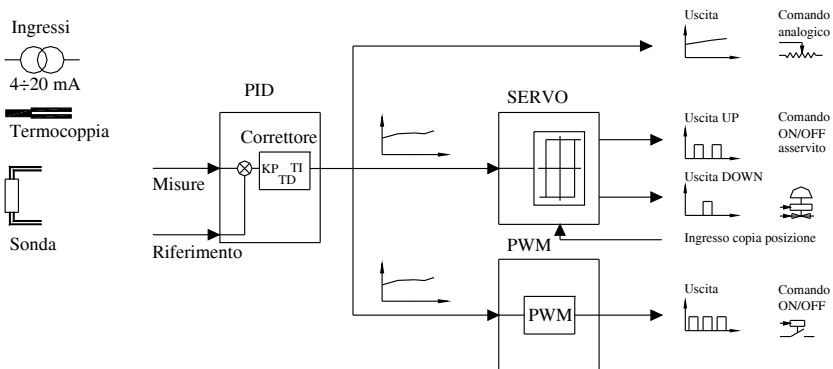 Ingressi
4÷20 mA
Termocoppia
Sonda
PID
Correttore
KP TI
TD
Misure
Riferimento
SERVO
PWM
PWM
Uscita
Comando
analogico
Uscita UP
Comando
ON/OFF
asservito
Uscita DOWN
Ingresso copia posizione
Uscita
Comando
ON/OFF